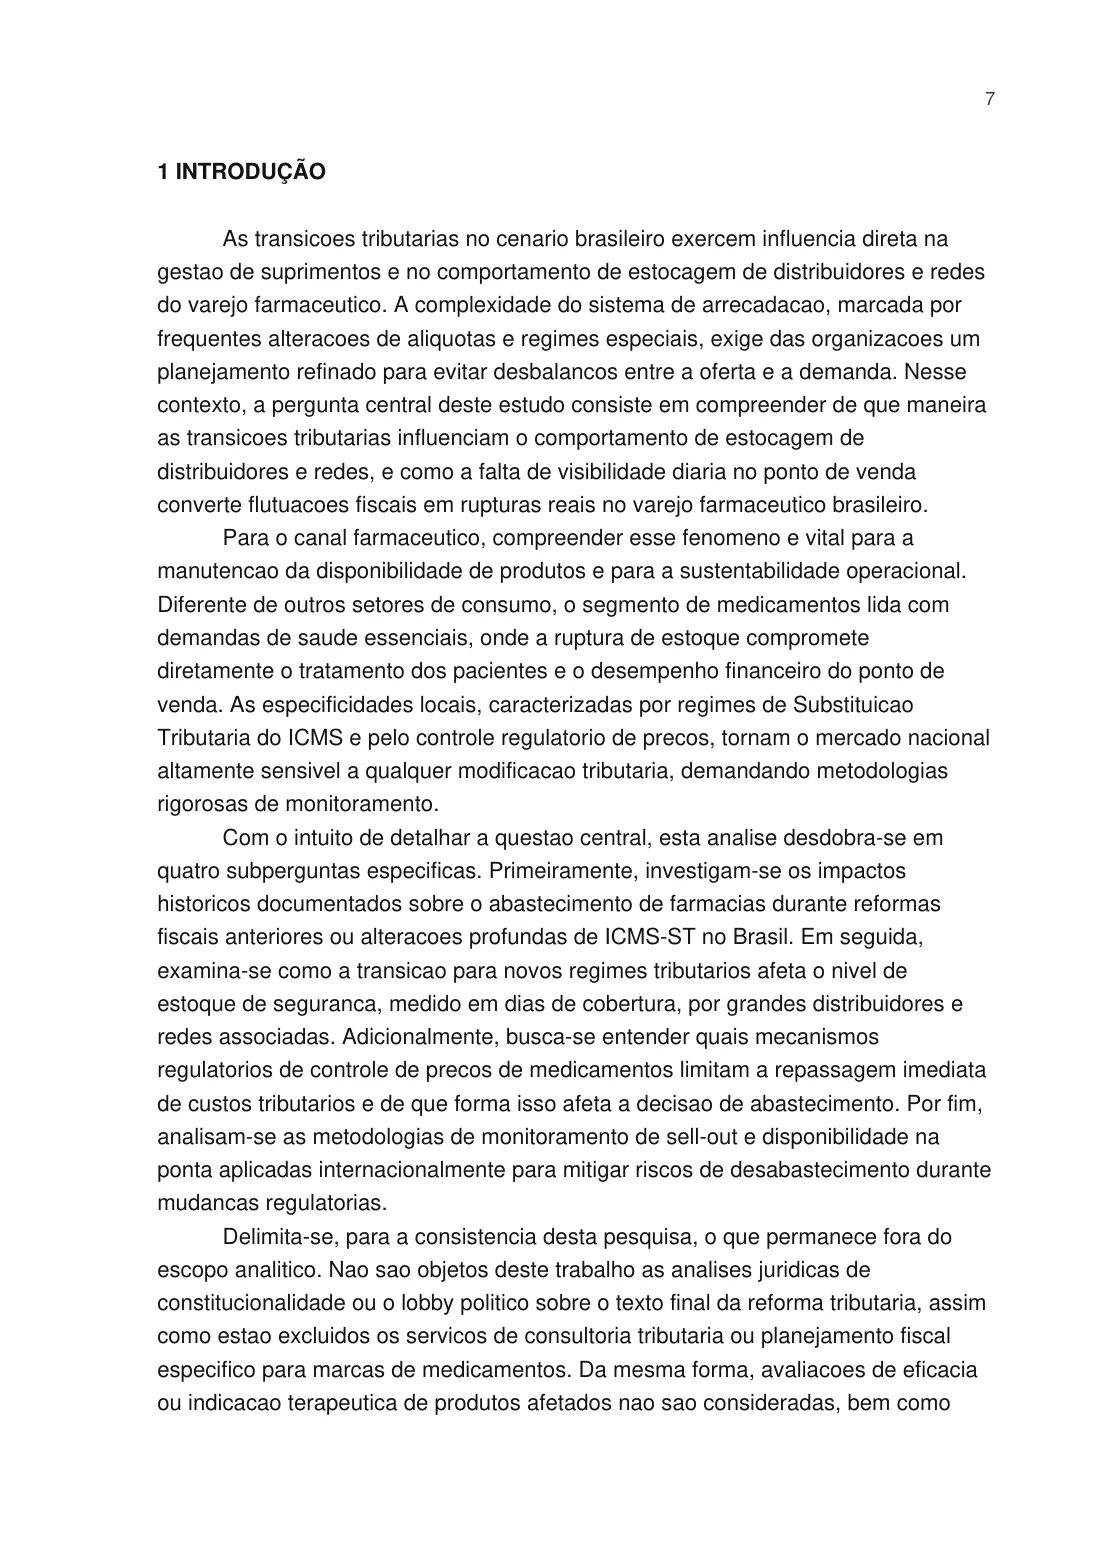 7
1 INTRODUÇÃO
As transicoes tributarias no cenario brasileiro exercem influencia direta na
gestao de suprimentos e no comportamento de estocagem de distribuidores e redes
do varejo farmaceutico. A complexidade do sistema de arrecadacao, marcada por
frequentes alteracoes de aliquotas e regimes especiais, exige das organizacoes um
planejamento refinado para evitar desbalancos entre a oferta e a demanda. Nesse
contexto, a pergunta central deste estudo consiste em compreender de que maneira
as transicoes tributarias influenciam o comportamento de estocagem de
distribuidores e redes, e como a falta de visibilidade diaria no ponto de venda
converte flutuacoes fiscais em rupturas reais no varejo farmaceutico brasileiro.
Para o canal farmaceutico, compreender esse fenomeno e vital para a
manutencao da disponibilidade de produtos e para a sustentabilidade operacional.
Diferente de outros setores de consumo, o segmento de medicamentos lida com
demandas de saude essenciais, onde a ruptura de estoque compromete
diretamente o tratamento dos pacientes e o desempenho financeiro do ponto de
venda. As especificidades locais, caracterizadas por regimes de Substituicao
Tributaria do ICMS e pelo controle regulatorio de precos, tornam o mercado nacional
altamente sensivel a qualquer modificacao tributaria, demandando metodologias
rigorosas de monitoramento.
Com o intuito de detalhar a questao central, esta analise desdobra-se em
quatro subperguntas especificas. Primeiramente, investigam-se os impactos
historicos documentados sobre o abastecimento de farmacias durante reformas
fiscais anteriores ou alteracoes profundas de ICMS-ST no Brasil. Em seguida,
examina-se como a transicao para novos regimes tributarios afeta o nivel de
estoque de seguranca, medido em dias de cobertura, por grandes distribuidores e
redes associadas. Adicionalmente, busca-se entender quais mecanismos
regulatorios de controle de precos de medicamentos limitam a repassagem imediata
de custos tributarios e de que forma isso afeta a decisao de abastecimento. Por fim,
analisam-se as metodologias de monitoramento de sell-out e disponibilidade na
ponta aplicadas internacionalmente para mitigar riscos de desabastecimento durante
mudancas regulatorias.
Delimita-se, para a consistencia desta pesquisa, o que permanece fora do
escopo analitico. Nao sao objetos deste trabalho as analises juridicas de
constitucionalidade ou o lobby politico sobre o texto final da reforma tributaria, assim
como estao excluidos os servicos de consultoria tributaria ou planejamento fiscal
especifico para marcas de medicamentos. Da mesma forma, avaliacoes de eficacia
ou indicacao terapeutica de produtos afetados nao sao consideradas, bem como